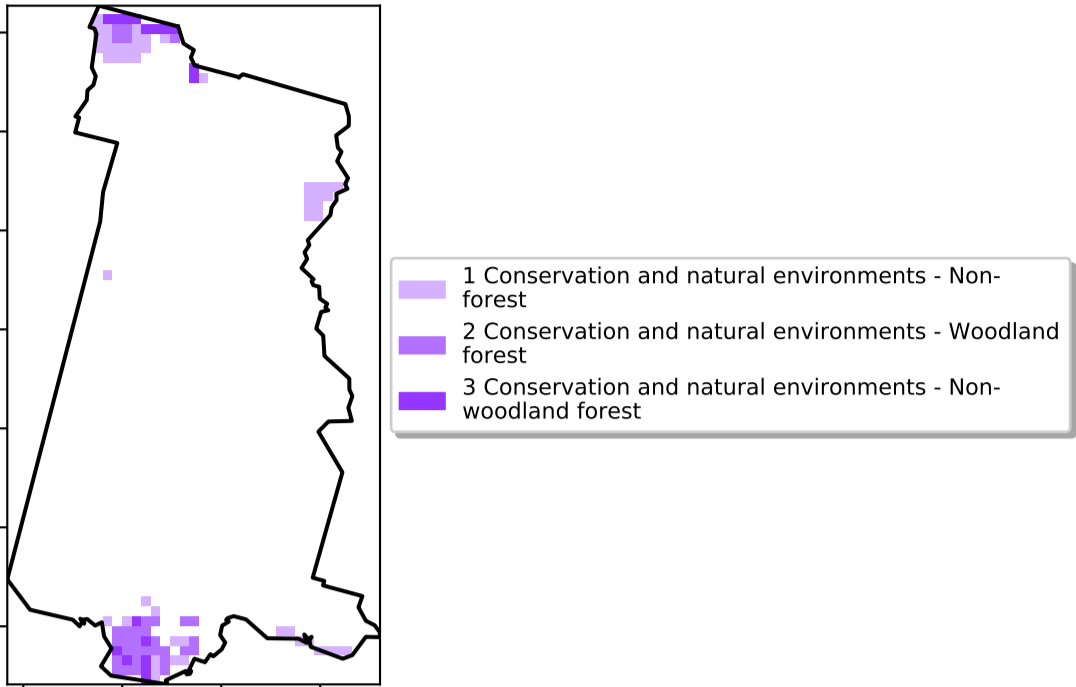 1 Conservation and natural environments - Non-
forest
2 Conservation and natural environments - Woodland
forest
3 Conservation and natural environments - Non-
woodland forest